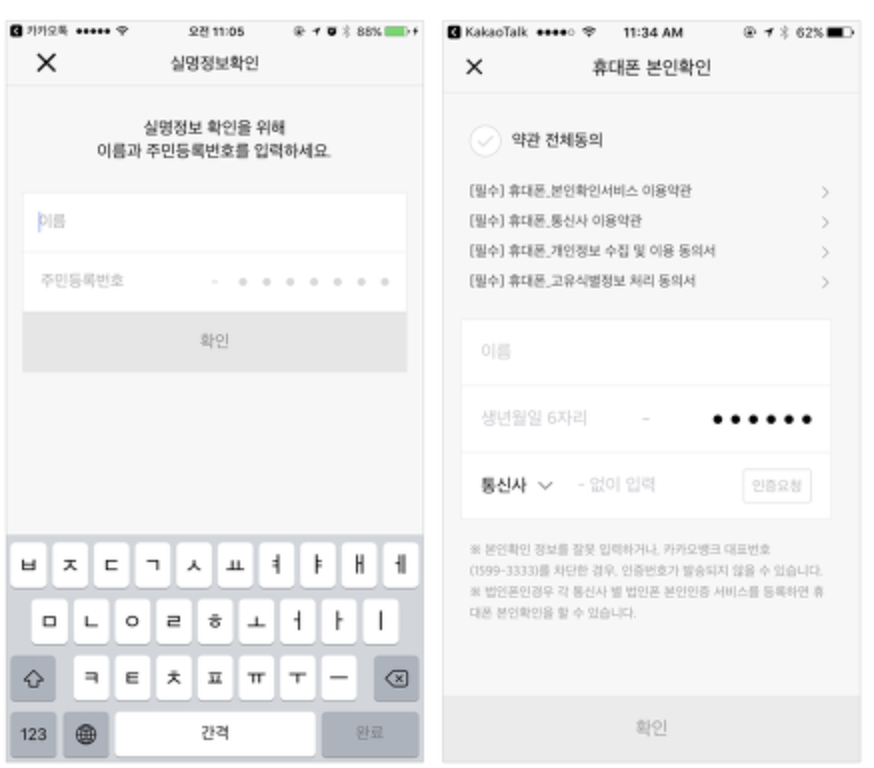 카카오톡 오전 11:05 88%
실명정보확인
실명정보 확인을 위해
이름과 주민등록번호를 입력하세요.
이름
주민등록번호 -
확인
ㅂ ㅈ ㄷ ㄱ ㅅ ㅛ ㅕ ㅑ ㅐ ㅔ
ㅁ ㄴ ㅇ ㄹ ㅎ ㅗ ㅓ ㅏ ㅣ
ㅋ ㅌ ㅊ ㅍ ㅠ ㅜ ㅡ
123 간격 완료
KakaoTalk 11:34 AM 62%
휴대폰 본인확인
약관 전체동의
[필수] 휴대폰_본인확인서비스 이용약관
[필수] 휴대폰_통신사 이용약관
[필수] 휴대폰_개인정보 수집 및 이용 동의서
[필수] 휴대폰_고유식별정보 처리 동의서
이름
생년월일 6자리 -
통신사 - 없이 입력 인증요청
※ 본인확인 정보를 잘못 입력하거나, 카카오뱅크 대표번호
(1599-3333)를 차단한 경우, 인증번호가 발송되지 않을 수 있습니다.
※ 법인폰인경우 각 통신사 별 법인폰 본인인증 서비스를 등록하면 휴
대폰 본인확인을 할 수 있습니다.
확인